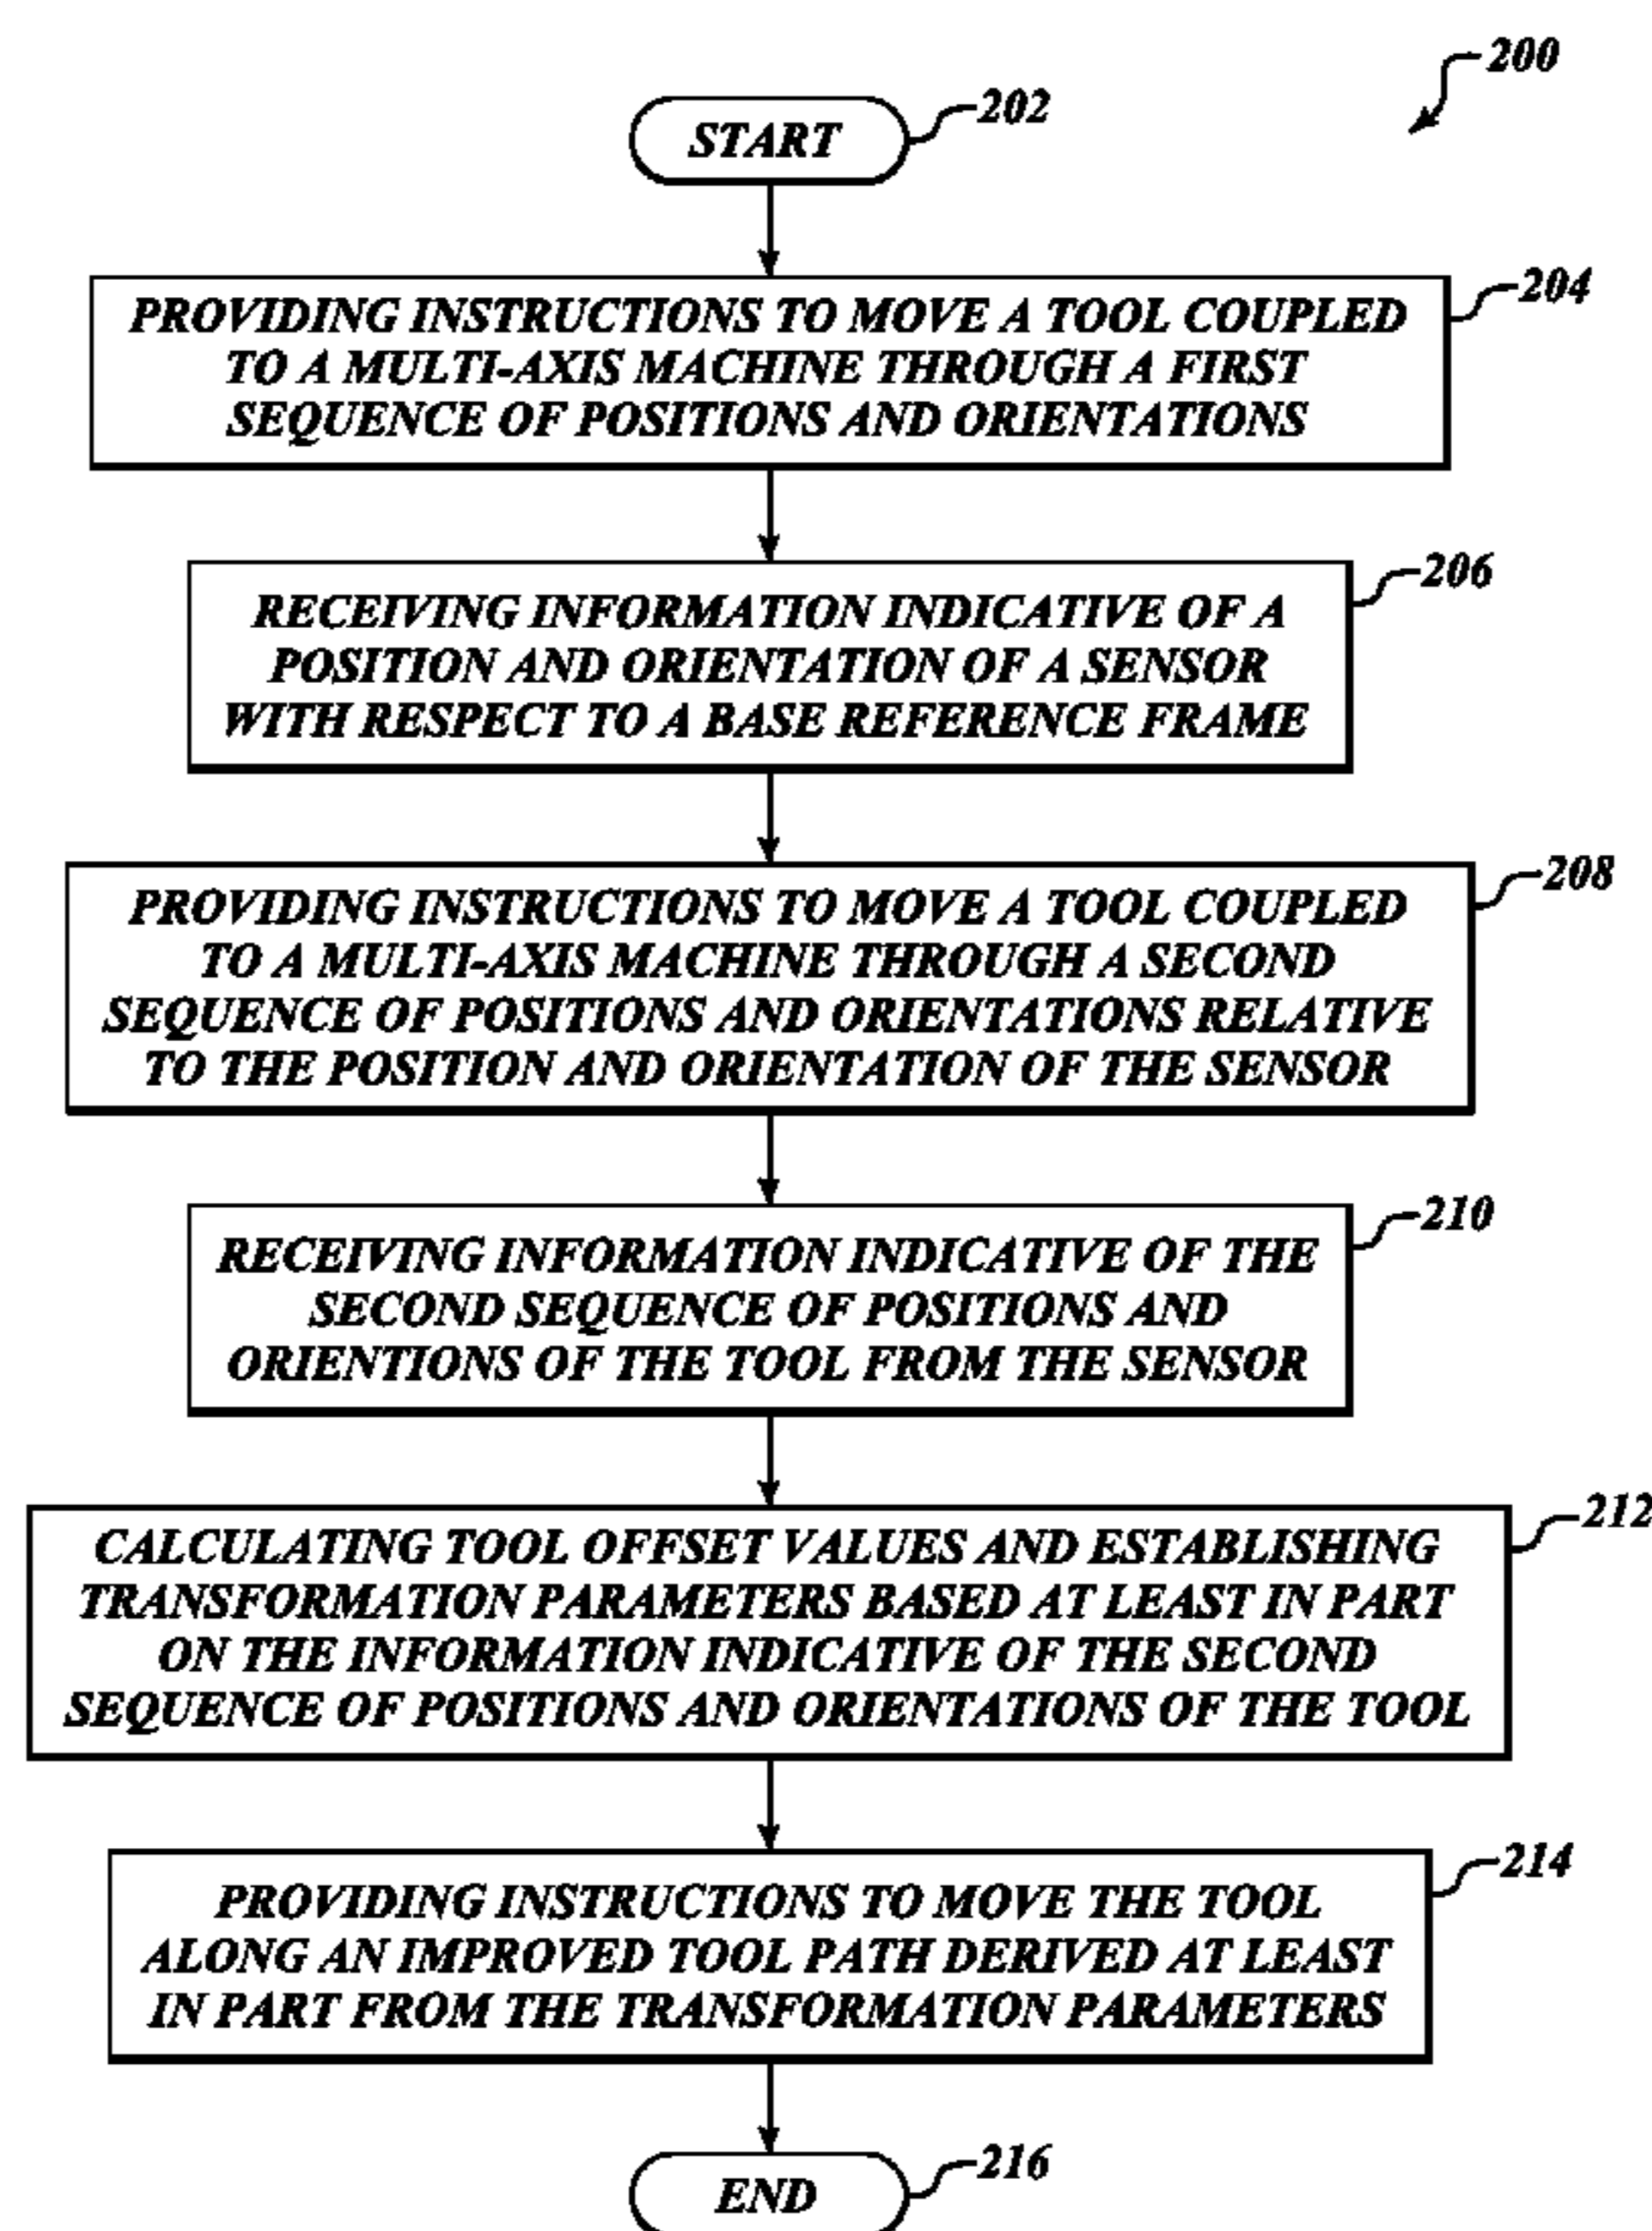 200
START
202
PROVIDING INSTRUCTIONS TO MOVE A TOOL COUPLED
TO A MULTI-AXIS MACHINE THROUGH A FIRST
SEQUENCE OF POSITIONS AND ORIENTATIONS
204
RECEIVING INFORMATION INDICATIVE OF A
POSITION AND ORIENTATION OF A SENSOR
WITH RESPECT TO A BASE REFERENCE FRAME
206
PROVIDING INSTRUCTIONS TO MOVE A TOOL COUPLED
TO A MULTI-AXIS MACHINE THROUGH A SECOND
SEQUENCE OF POSITIONS AND ORIENTATIONS RELATIVE
TO THE POSITION AND ORIENTATION OF THE SENSOR
208
RECEIVING INFORMATION INDICATIVE OF THE
SECOND SEQUENCE OF POSITIONS AND
ORIENTIONS OF THE TOOL FROM THE SENSOR
210
CALCULATING TOOL OFFSET VALUES AND ESTABLISHING
TRANSFORMATION PARAMETERS BASED AT LEAST IN PART
ON THE INFORMATION INDICATIVE OF THE SECOND
SEQUENCE OF POSITIONS AND ORIENTATIONS OF THE TOOL
212
PROVIDING INSTRUCTIONS TO MOVE THE TOOL
ALONG AN IMPROVED TOOL PATH DERIVED AT LEAST
IN PART FROM THE TRANSFORMATION PARAMETERS
214
END
216